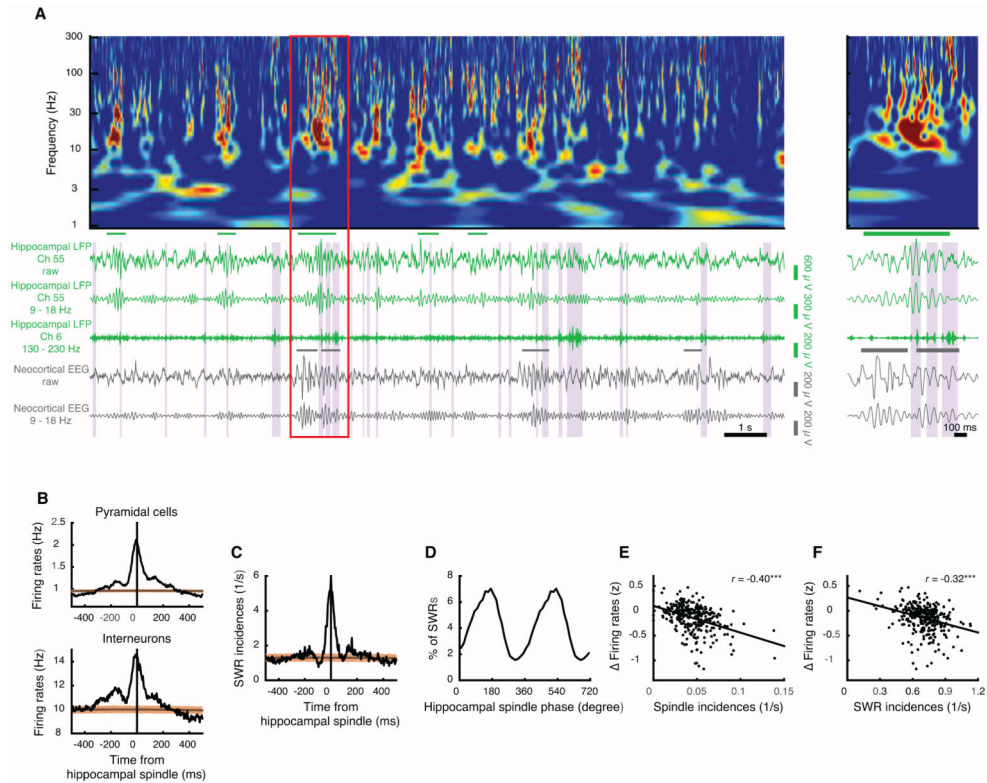 A
300
100
30
10
3
1
Frequency (Hz)
Hippocampal LFP
Ch 55
raw
Hippocampal LFP
Ch 55
9 - 18 Hz
Hippocampal LFP
Ch 6
130 - 230 Hz
Neocortical EEG
raw
Neocortical EEG
9 - 18 Hz
600 µ V
300 µ V
200 µ V
200 µ V
200 µ V
1 s
100 ms
B
Pyramidal cells
Firing rates (Hz)
2.5
2
1.5
1
-400 -200 0 200 400
Interneurons
Firing rates (Hz)
14
12
10
8
-400 -200 0 200 400
Time from
hippocampal spindle (ms)
C
SWR incidences (1/s)
6
4
2
0
-400 -200 0 200 400
Time from
hippocampal spindle (ms)
D
% of SWRs
8
6
4
2
0
0 180 360 540 720
Hippocampal spindle phase (degree)
E
r = -0.40***
Δ Firing rates (z)
0.5
0
-0.5
-1
0 0.05 0.1 0.15
Spindle incidences (1/s)
F
r = -0.32***
Δ Firing rates (z)
0.5
0
-0.5
-1
0 0.3 0.6 0.9 1.2
SWR incidences (1/s)